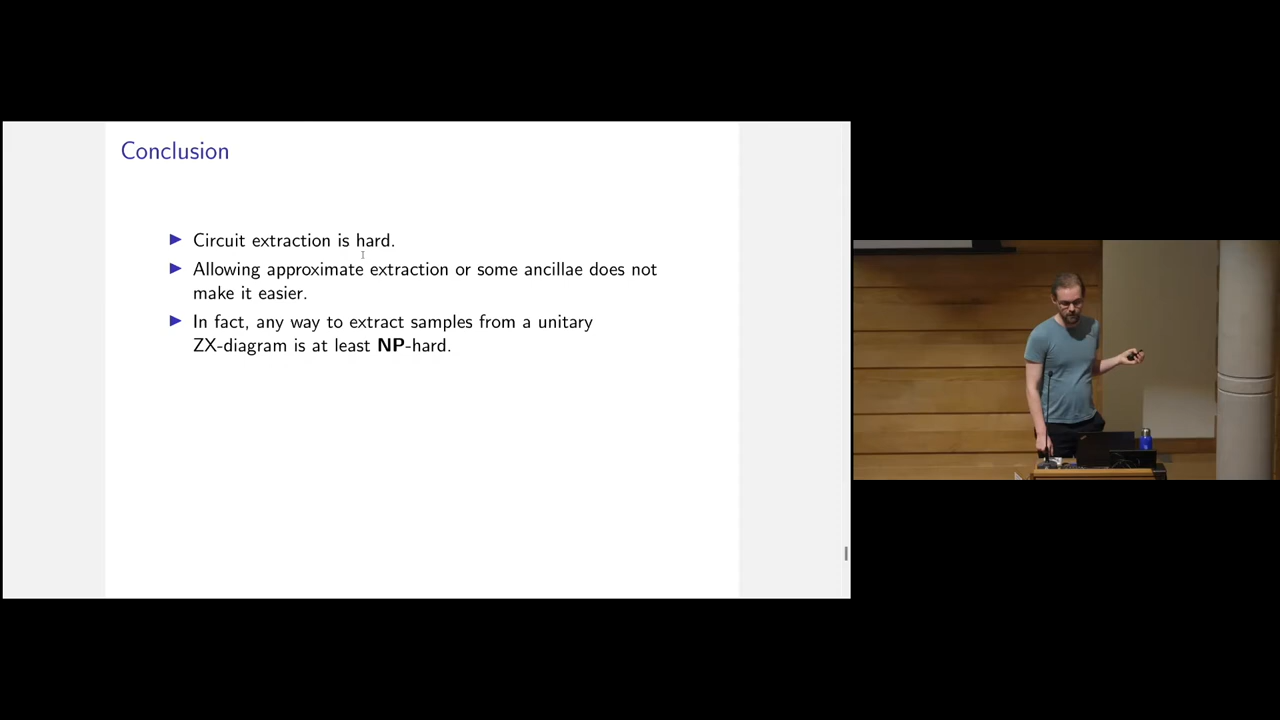 Conclusion
▶ Circuit extraction is hard.
▶ Allowing approximate extraction or some ancillae does not
make it easier.
▶ In fact, any way to extract samples from a unitary
ZX-diagram is at least NP-hard.